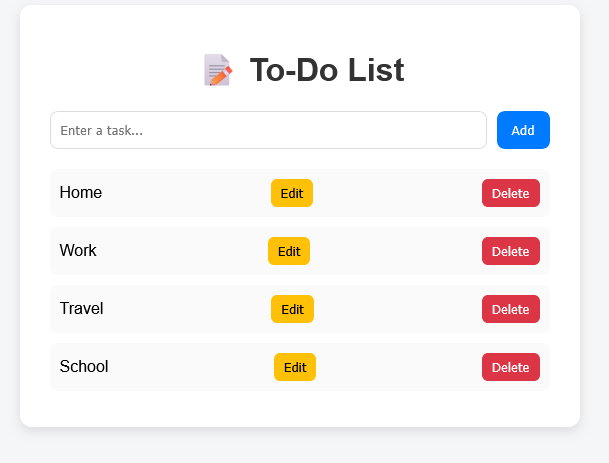 📝 To-Do List
Enter a task... Add
Home Edit Delete
Work Edit Delete
Travel Edit Delete
School Edit Delete